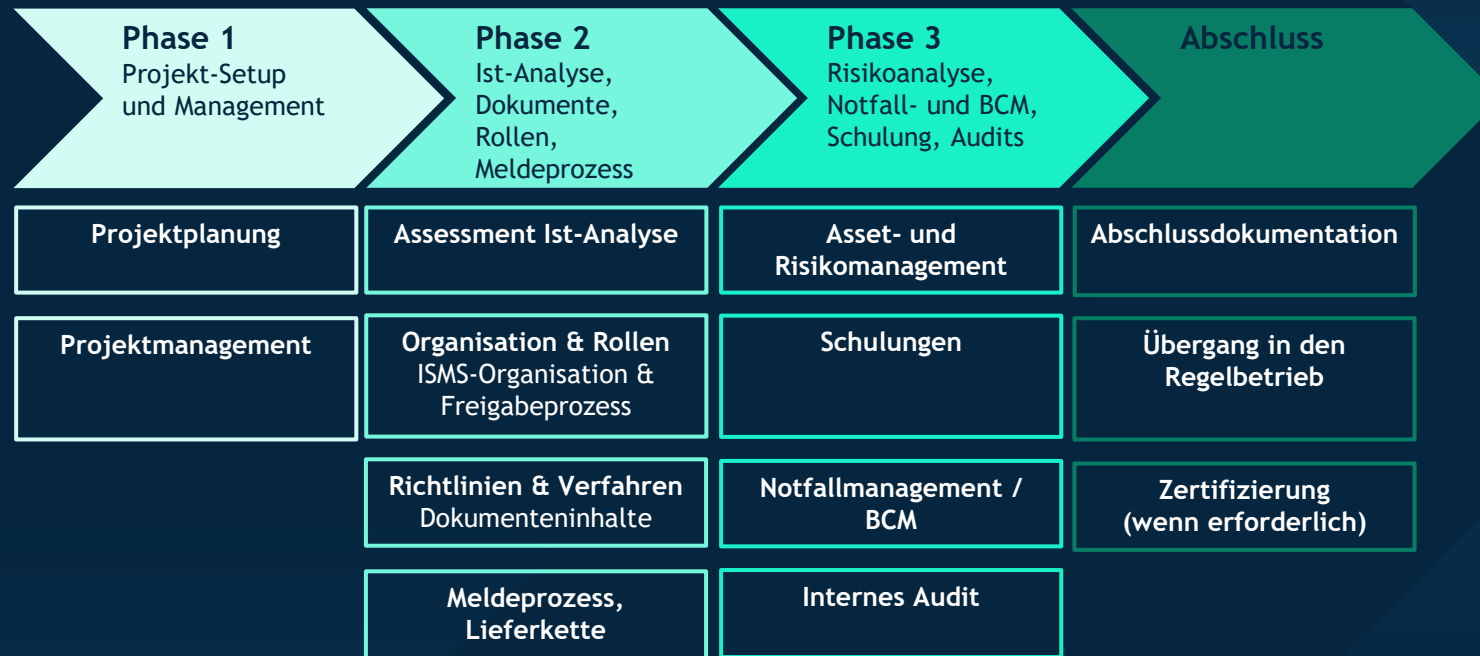 Phase 1
Projekt-Setup
und Management
Phase 2
Ist-Analyse,
Dokumente,
Rollen,
Meldeprozess
Phase 3
Risikoanalyse,
Notfall- und BCM,
Schulung, Audits
Abschluss
Projektplanung
Projektmanagement
Assessment Ist-Analyse
Organisation & Rollen
ISMS-Organisation &
Freigabeprozess
Richtlinien & Verfahren
Dokumenteninhalte
Meldeprozess,
Lieferkette
Asset- und
Risikomanagement
Schulungen
Notfallmanagement /
BCM
Internes Audit
Abschlussdokumentation
Übergang in den
Regelbetrieb
Zertifizierung
(wenn erforderlich)